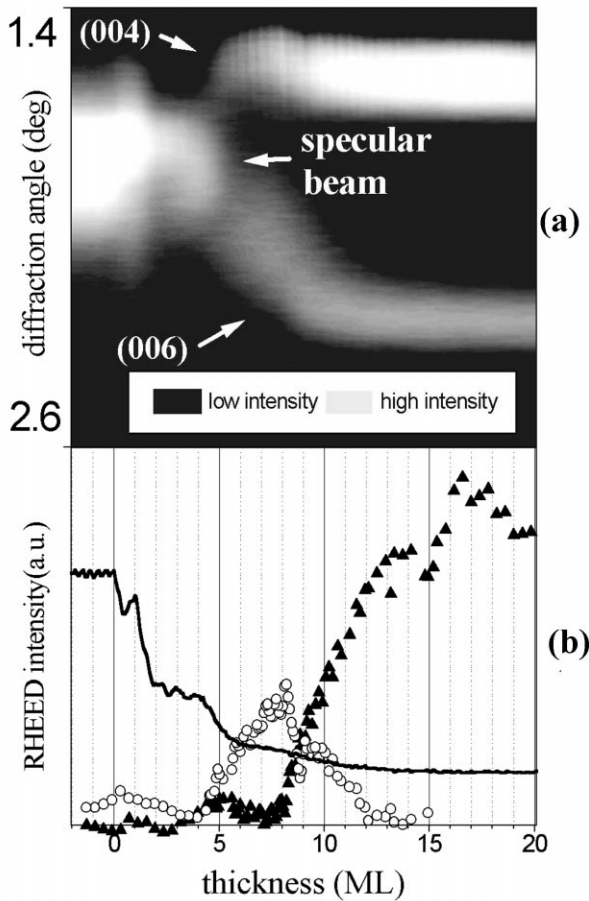 1.4
(004)
specular
beam
diffraction angle (deg)
(a)
(006)
low intensity high intensity
2.6
RHEED intensity(a.u.)
(b)
0 5 10 15 20
thickness (ML)